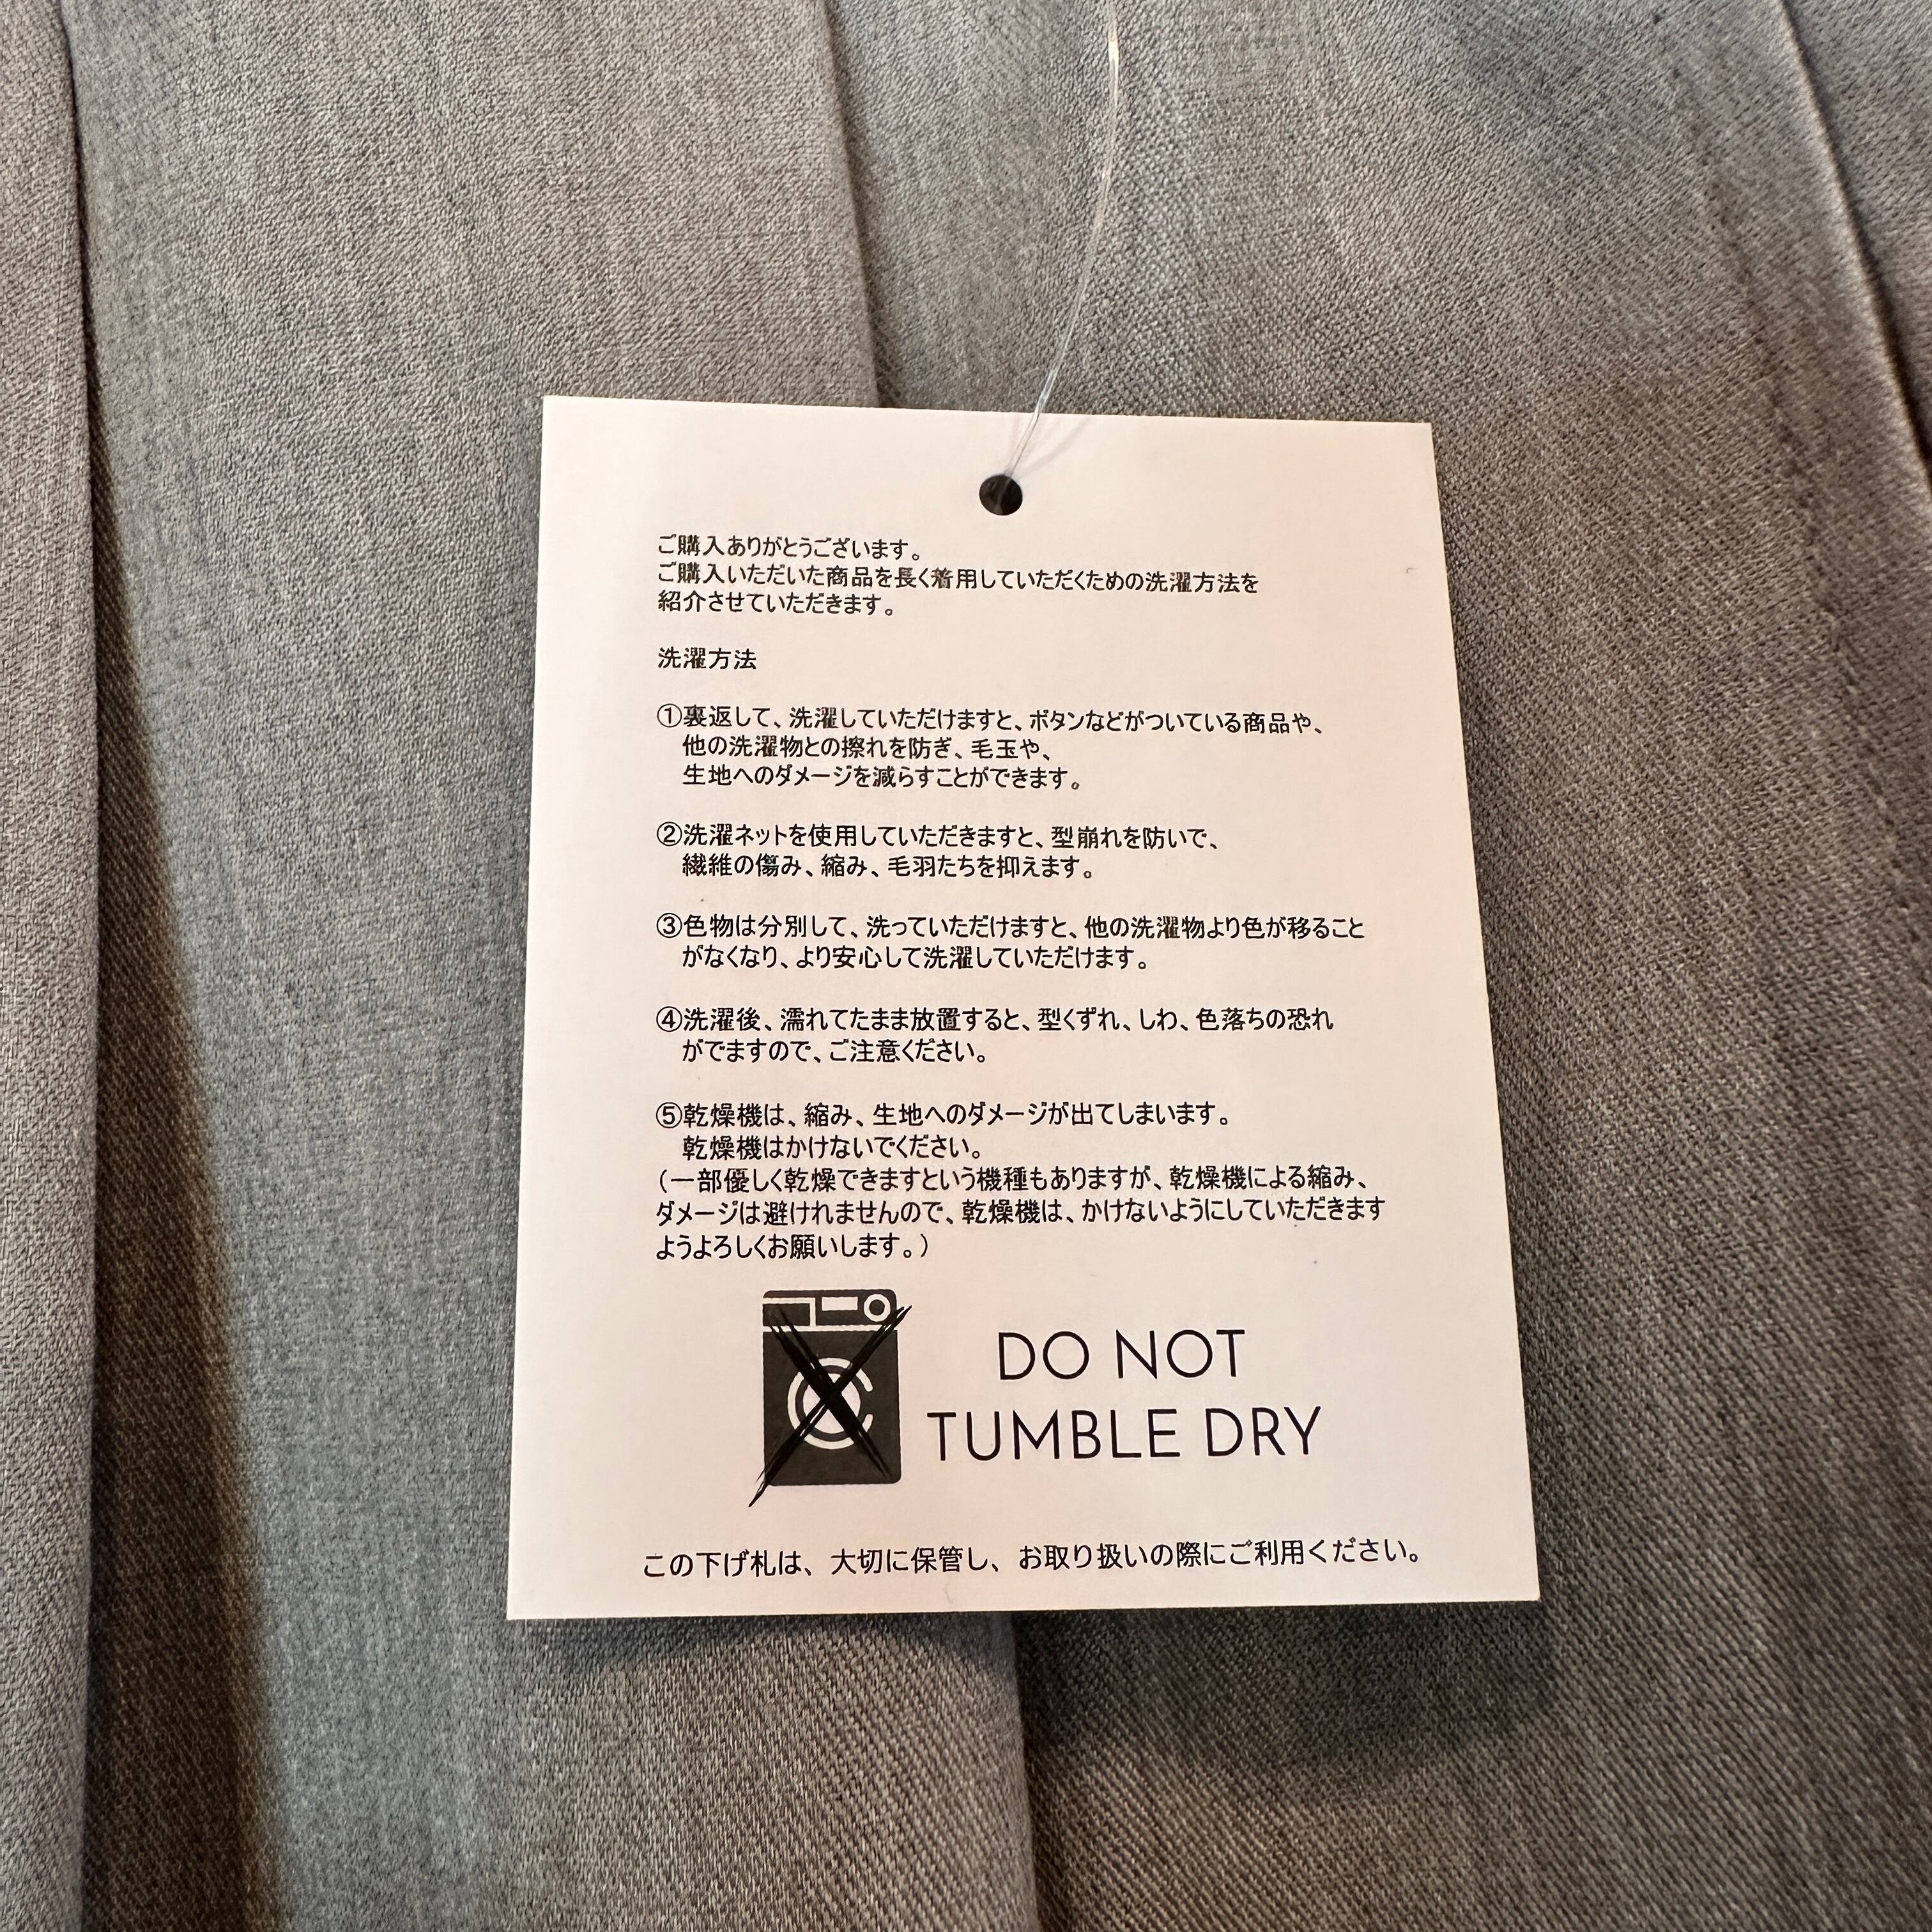 ご購入ありがとうございます。
ご購入いただいた商品を長く着用していただくための洗濯方法を
紹介させていただきます。
洗濯方法
①裏返して、洗濯していただけますと、ボタンなどがついている商品や、
他の洗濯物との擦れを防ぎ、毛玉や、
生地へのダメージを減らすことができます。
②洗濯ネットを使用していただきますと、型崩れを防いで、
繊維の傷み、縮み、毛羽たちを抑えます。
③色物は分別して、洗っていただけますと、他の洗濯物より色が移ること
がなくなり、より安心して洗濯していただけます。
④洗濯後、濡れてたまま放置すると、型くずれ、しわ、色落ちの恐れ
がでますので、ご注意ください。
⑤乾燥機は、縮み、生地へのダメージが出てしまいます。
乾燥機はかけないでください。
（一部優しく乾燥できますという機種もありますが、乾燥機による縮み、
ダメージは避けれませんので、乾燥機は、かけないようにしていただきます
ようよろしくお願いします。）
DO NOT
TUMBLE DRY
この下げ札は、大切に保管し、お取り扱いの際にご利用ください。